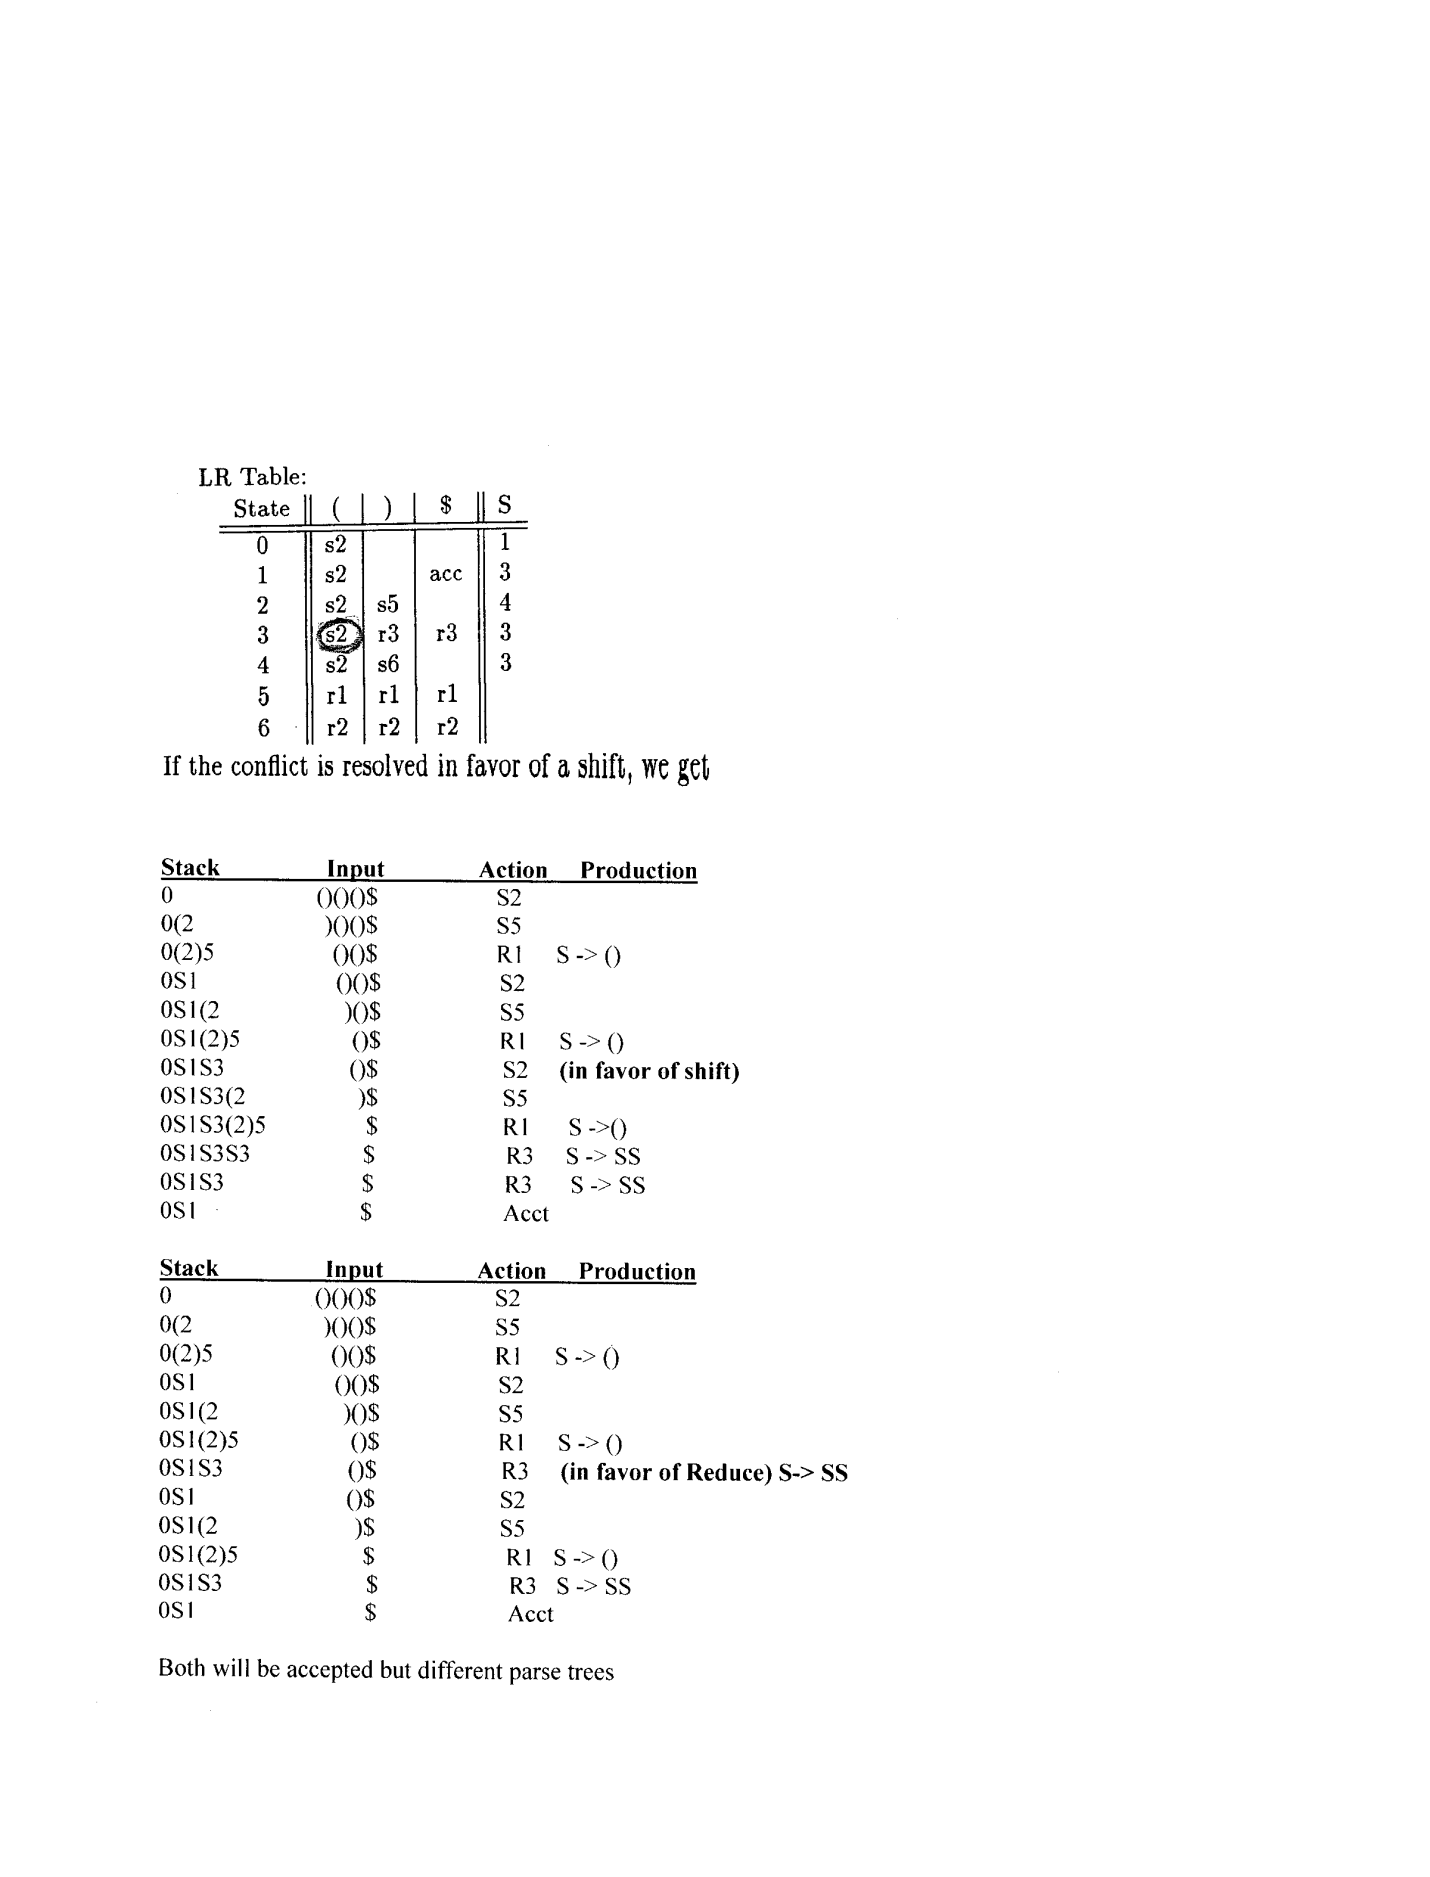 LR Table:
State ( ) $ S
0 s2 1
1 s2 acc 3
2 s2 s5 4
3 s2 r3 r3 3
4 s2 s6 3
5 r1 r1 r1
6 r2 r2 r2
If the conflict is resolved in favor of a shift, we get
Stack Input Action Production
0 ()()()$ S2
0(2 )()()$ S5
0(2)5 ()()$ R1 S -> ()
0S1 ()()$ S2
0S1(2 )()$ S5
0S1(2)5 ()$ R1 S -> ()
0S1S3 ()$ S2 (in favor of shift)
0S1S3(2 )$ S5
0S1S3(2)5 $ R1 S ->()
0S1S3S3 $ R3 S -> SS
0S1S3 $ R3 S -> SS
0S1 $ Acct
Stack Input Action Production
0 ()()()$ S2
0(2 )()()$ S5
0(2)5 ()()$ R1 S -> ()
0S1 ()()$ S2
0S1(2 )()$ S5
0S1(2)5 ()$ R1 S -> ()
0S1S3 ()$ R3 (in favor of Reduce) S-> SS
0S1 ()$ S2
0S1(2 )$ S5
0S1(2)5 $ R1 S -> ()
0S1S3 $ R3 S -> SS
0S1 $ Acct
Both will be accepted but different parse trees